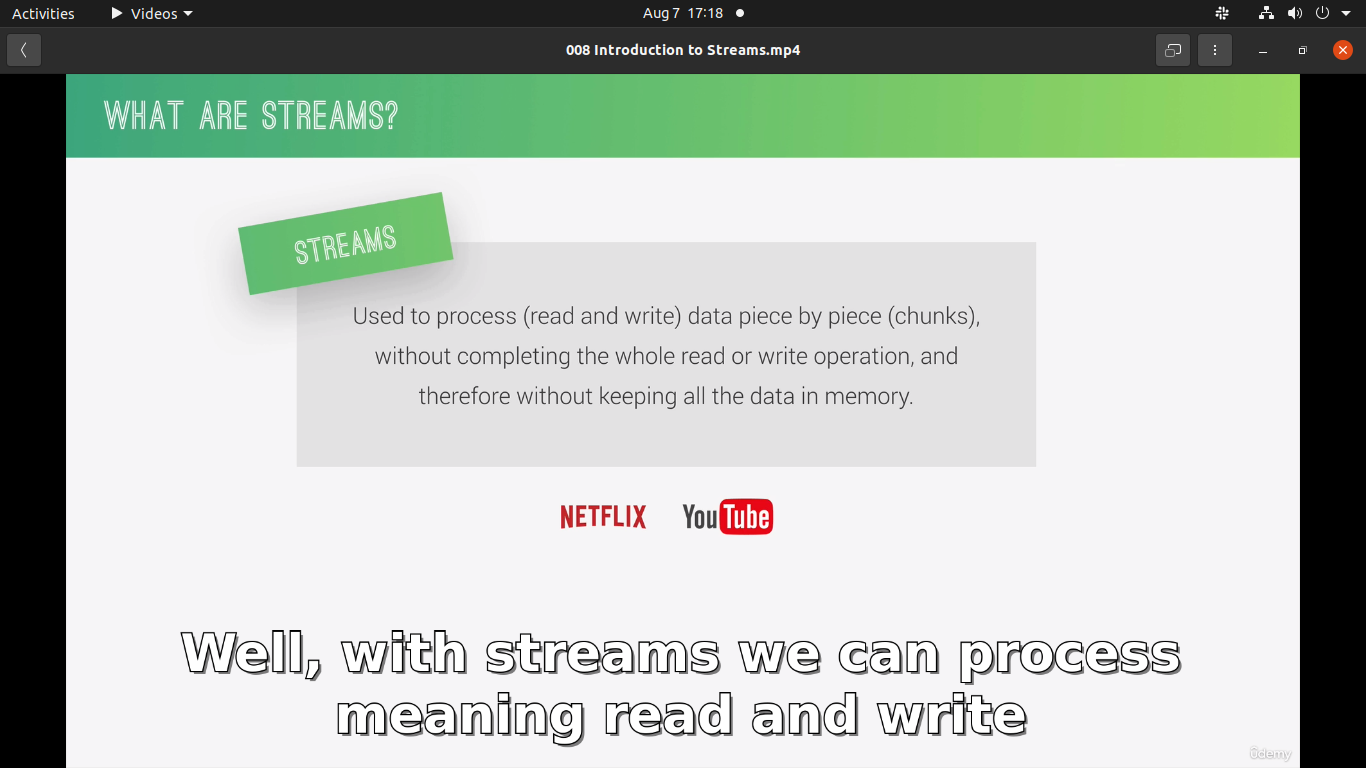 Activities
Videos
Aug 7 17:18
008 Introduction to Streams.mp4
WHAT ARE STREAMS?
STREAMS
Used to process (read and write) data piece by piece (chunks),
without completing the whole read or write operation, and
therefore without keeping all the data in memory.
NETFLIX
YouTube
Well, with streams we can process
meaning read and write
ûdemy